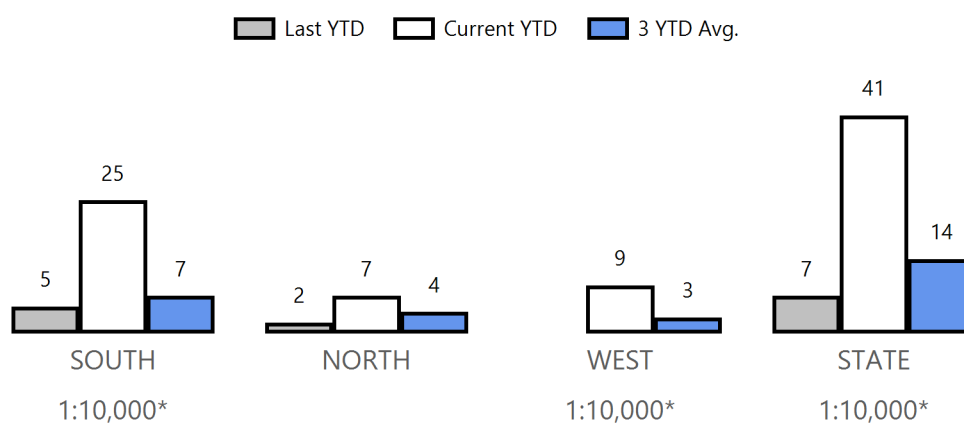 Last YTD Current YTD 3 YTD Avg.
5 25 7
2 7 4
9 3
7 41 14
SOUTH NORTH WEST STATE
1:10,000* 1:10,000* 1:10,000*